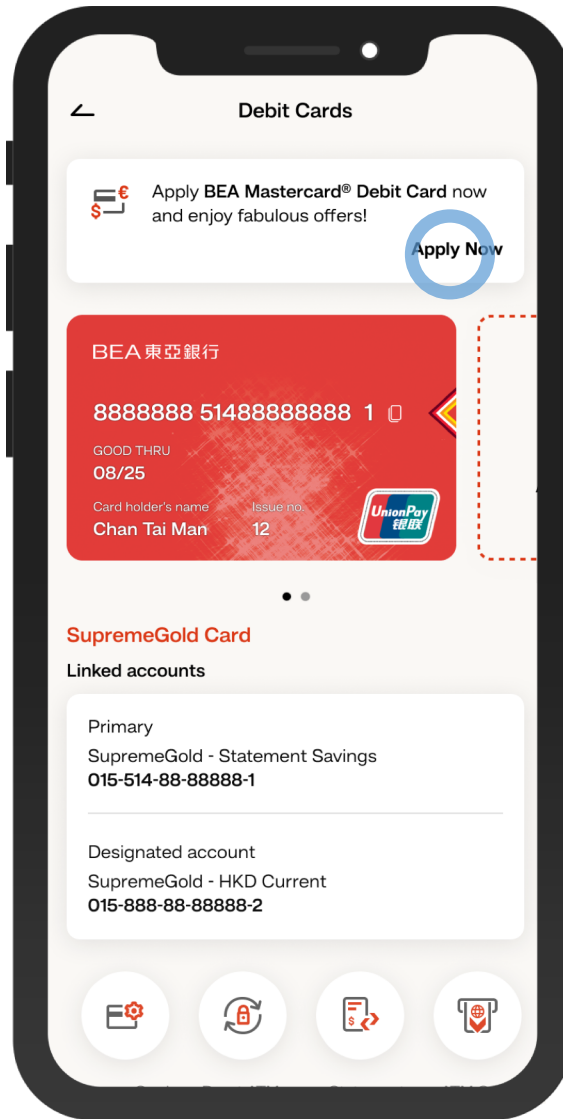 Debit Cards
Apply BEA Mastercard® Debit Card now
and enjoy fabulous offers!
Apply Now
BEA東亞銀行
8888888 51488888888 1
GOOD THRU
08/25
Card holder's name Issue no.
Chan Tai Man 12
UnionPay
银联
SupremeGold Card
Linked accounts
Primary
SupremeGold - Statement Savings
015-514-88-88888-1
Designated account
SupremeGold - HKD Current
015-888-88-88888-2